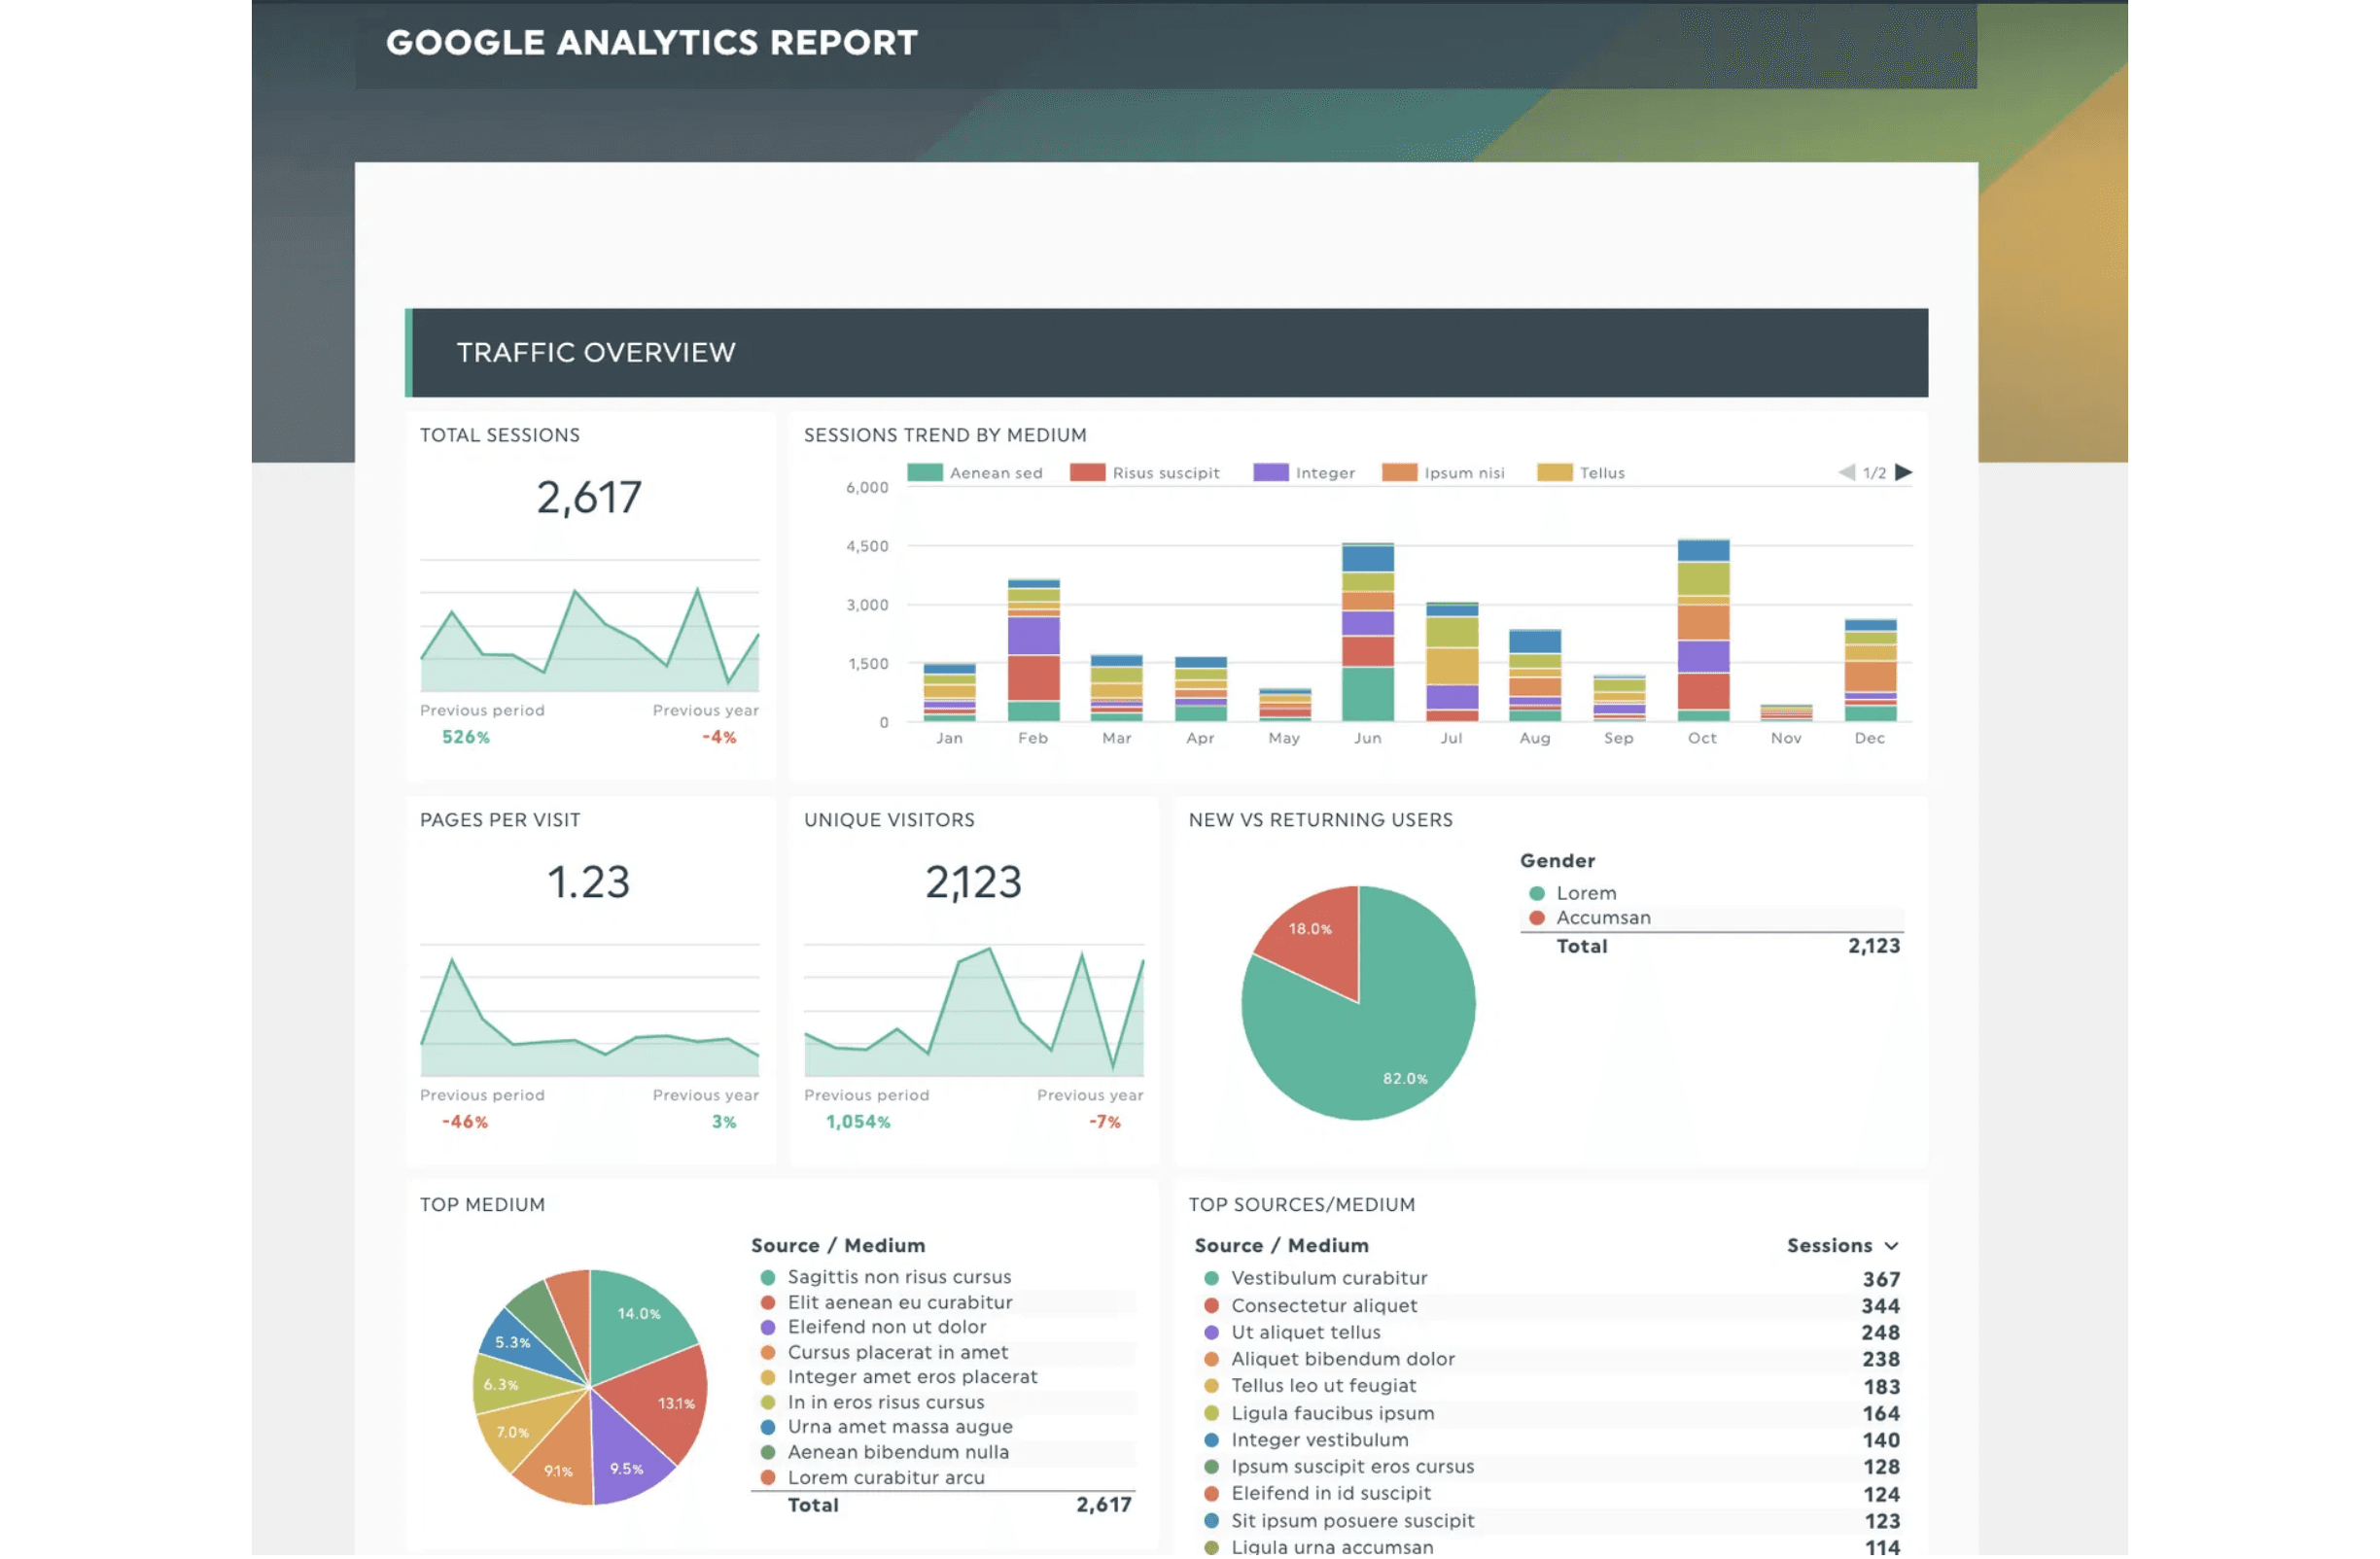 GOOGLE ANALYTICS REPORT
TRAFFIC OVERVIEW
TOTAL SESSIONS
2,617
Previous period
Previous year
526%
-4%
SESSIONS TREND BY MEDIUM
Aenean sed
Risus suscipit
Integer
Ipsum nisi
Tellus
1/2
6,000
4,500
3,000
1,500
0
Jan
Feb
Mar
Apr
May
Jun
Jul
Aug
Sep
Oct
Nov
Dec
PAGES PER VISIT
1.23
Previous period
Previous year
-46%
3%
UNIQUE VISITORS
2,123
Previous period
Previous year
1,054%
-7%
NEW VS RETURNING USERS
18.0%
82.0%
Gender
Lorem
Accumsan
Total 2,123
TOP MEDIUM
14.0%
13.1%
9.5%
9.1%
7.0%
6.3%
5.3%
Source / Medium
Sagittis non risus cursus
Elit aenean eu curabitur
Eleifend non ut dolor
Cursus placerat in amet
Integer amet eros placerat
In in eros risus cursus
Urna amet massa augue
Aenean bibendum nulla
Lorem curabitur arcu
Total 2,617
TOP SOURCES/MEDIUM
Source / Medium Sessions
Vestibulum curabitur 367
Consectetur aliquet 344
Ut aliquet tellus 248
Aliquet bibendum dolor 238
Tellus leo ut feugiat 183
Ligula faucibus ipsum 164
Integer vestibulum 140
Ipsum suscipit eros cursus 128
Eleifend in id suscipit 124
Sit ipsum posuere suscipit 123
Ligula urna accumsan 114